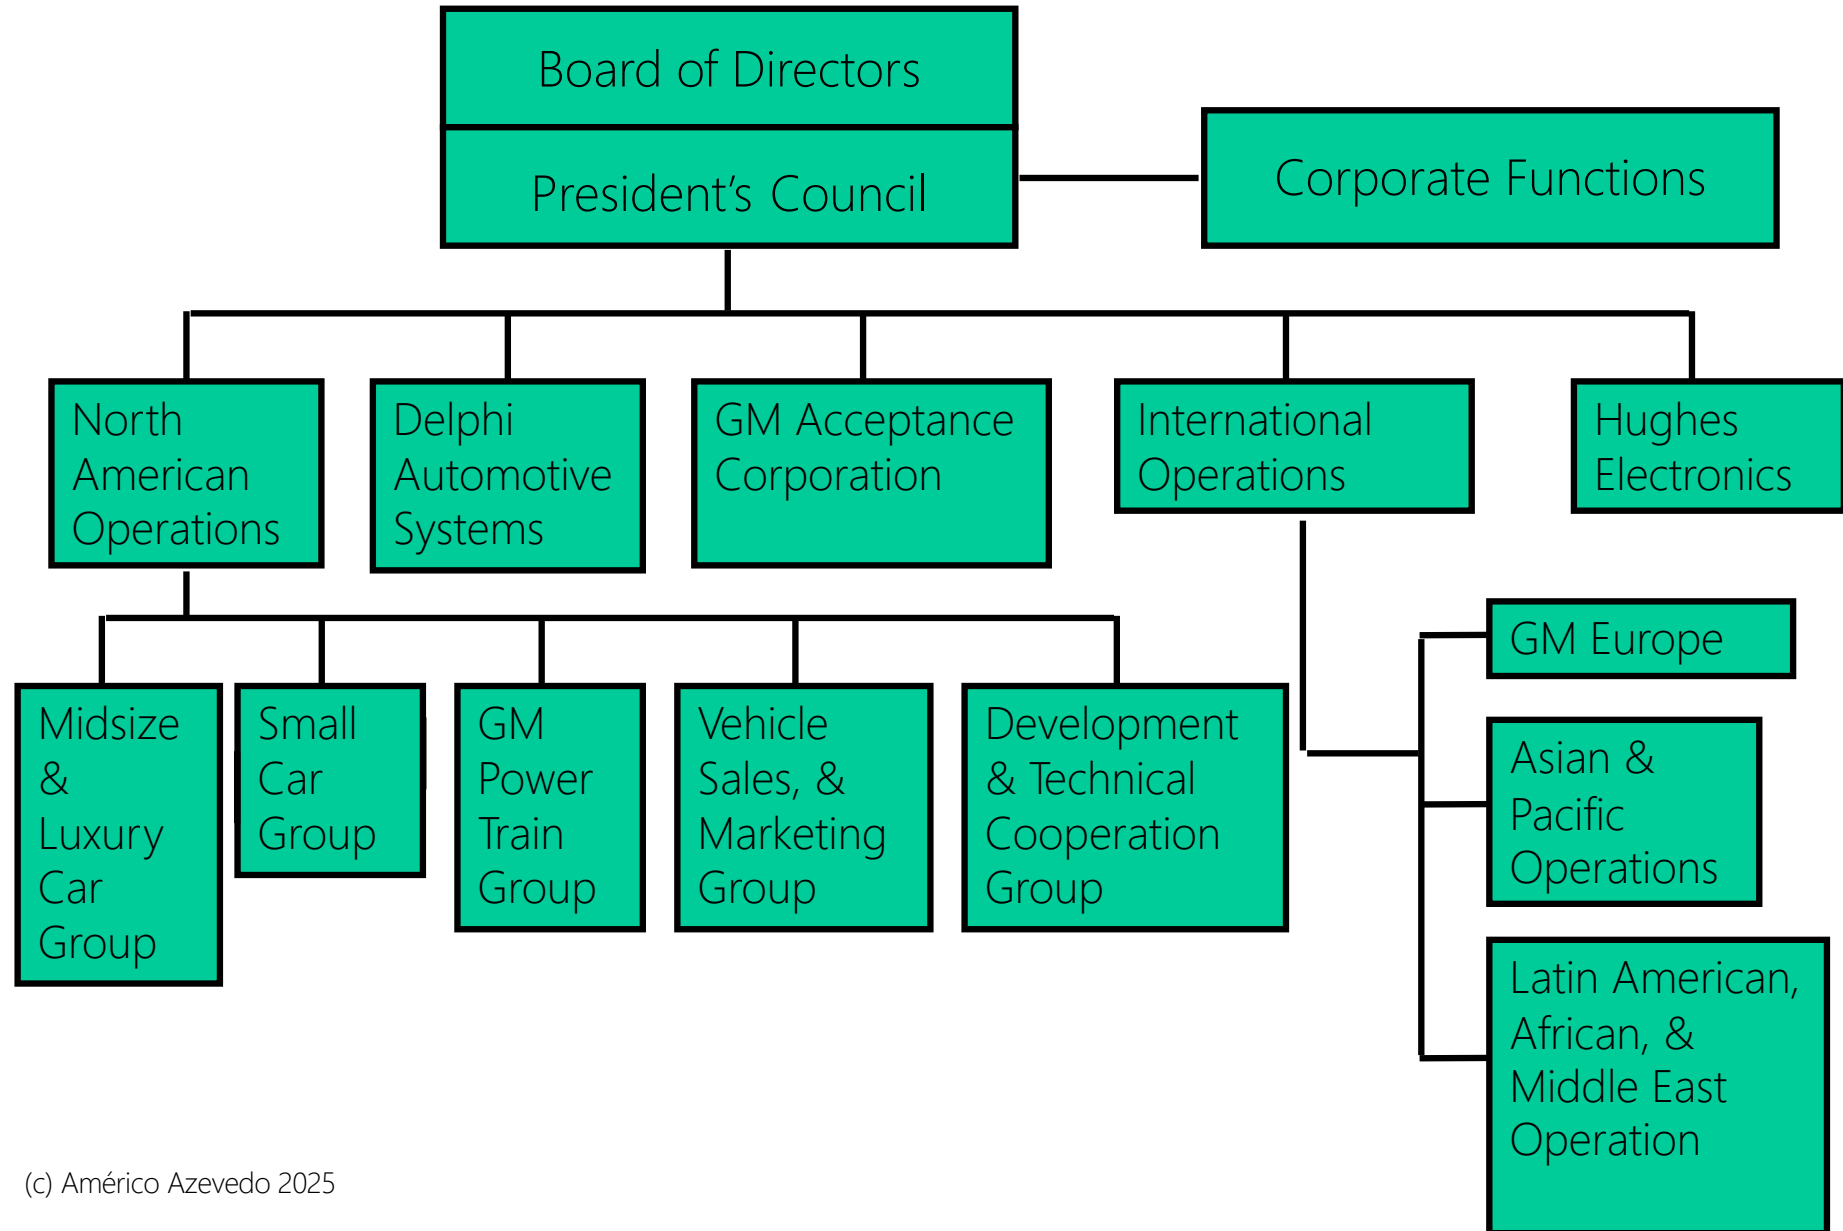 Board of Directors
President’s Council
Corporate Functions
North
American
Operations
Delphi
Automotive
Systems
GM Acceptance
Corporation
International
Operations
Hughes
Electronics
Midsize
&
Luxury
Car
Group
Small
Car
Group
GM
Power
Train
Group
Vehicle
Sales, &
Marketing
Group
Development
& Technical
Cooperation
Group
GM Europe
Asian &
Pacific
Operations
Latin American,
African, &
Middle East
Operation
(c) Américo Azevedo 2025